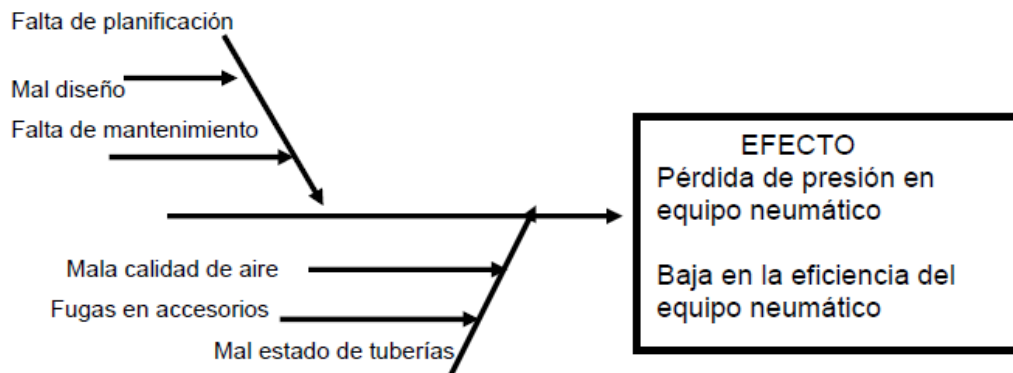 Falta de planificación
Mal diseño
Falta de mantenimiento
Mala calidad de aire
Fugas en accesorios
Mal estado de tuberías
EFECTO
Pérdida de presión en
equipo neumático
Baja en la eficiencia del
equipo neumático